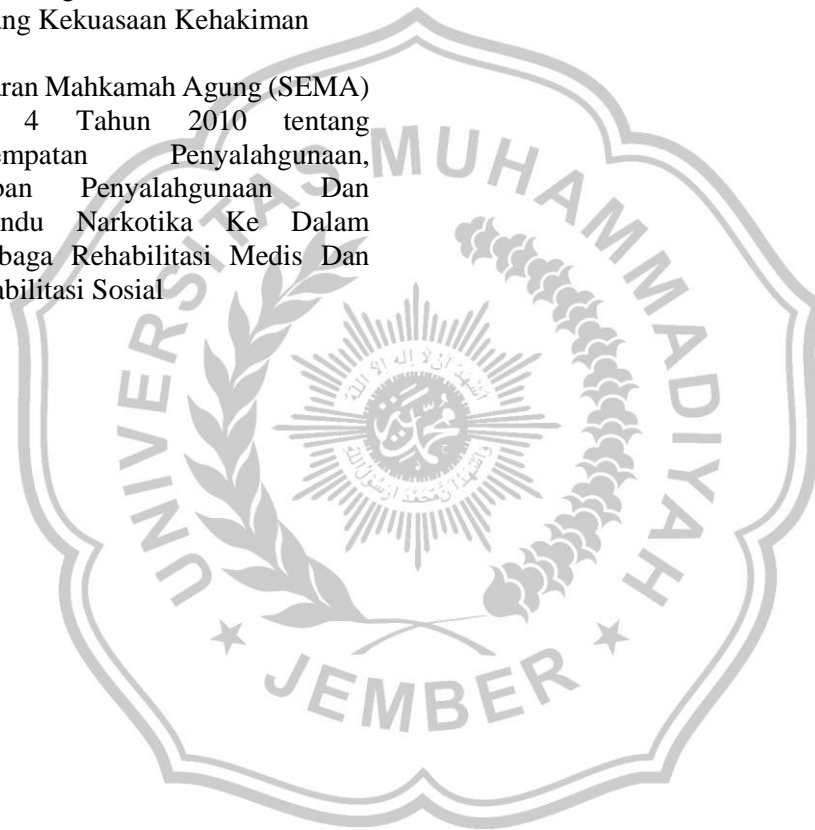 ang Kekuasaan Kehakiman
aran Mahkamah Agung (SEMA)
4 Tahun 2010 tentang
empatan Penyalahgunaan,
ban Penyalahgunaan Dan
ndu Narkotika Ke Dalam
baga Rehabilitasi Medis Dan
abilitasi Sosial
UNIVERSITAS MUHAMMADIYAH
JEMBER